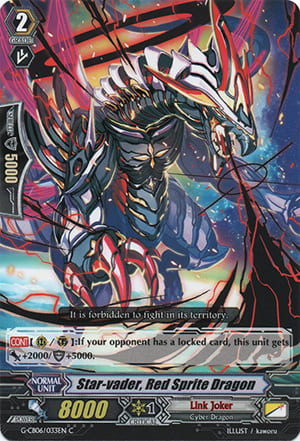 GRADE
2
SHIELD
5000
It is forbidden to fight in its territory.
CONT [ / ]:If your opponent has a locked card, this unit gets
+2000/ +5000.
NORMAL
UNIT
Star-vader, Red Sprite Dragon
POWER
8000
1
CRITICAL
Link Joker
Cyber Dragon
G-CB06/033EN C
ILLUST / kaworu